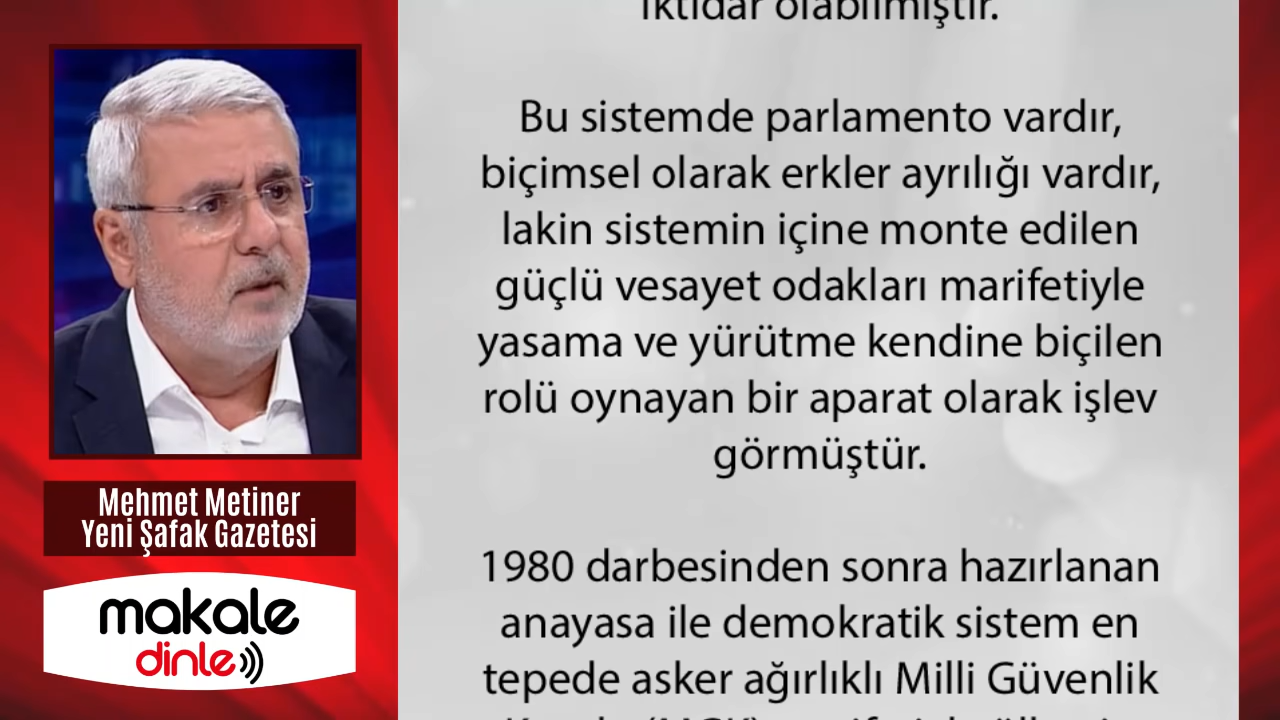 iktidar olabilmiştir.
Bu sistemde parlamento vardır,
biçimsel olarak erkler ayrılığı vardır,
lakin sistemin içine monte edilen
güçlü vesayet odakları marifetiyle
yasama ve yürütme kendine biçilen
rolü oynayan bir aparat olarak işlev
görmüştür.
1980 darbesinden sonra hazırlanan
anayasa ile demokratik sistem en
tepede asker ağırlıklı Milli Güvenlik
Mehmet Metiner
Yeni Şafak Gazetesi
makale
dinle